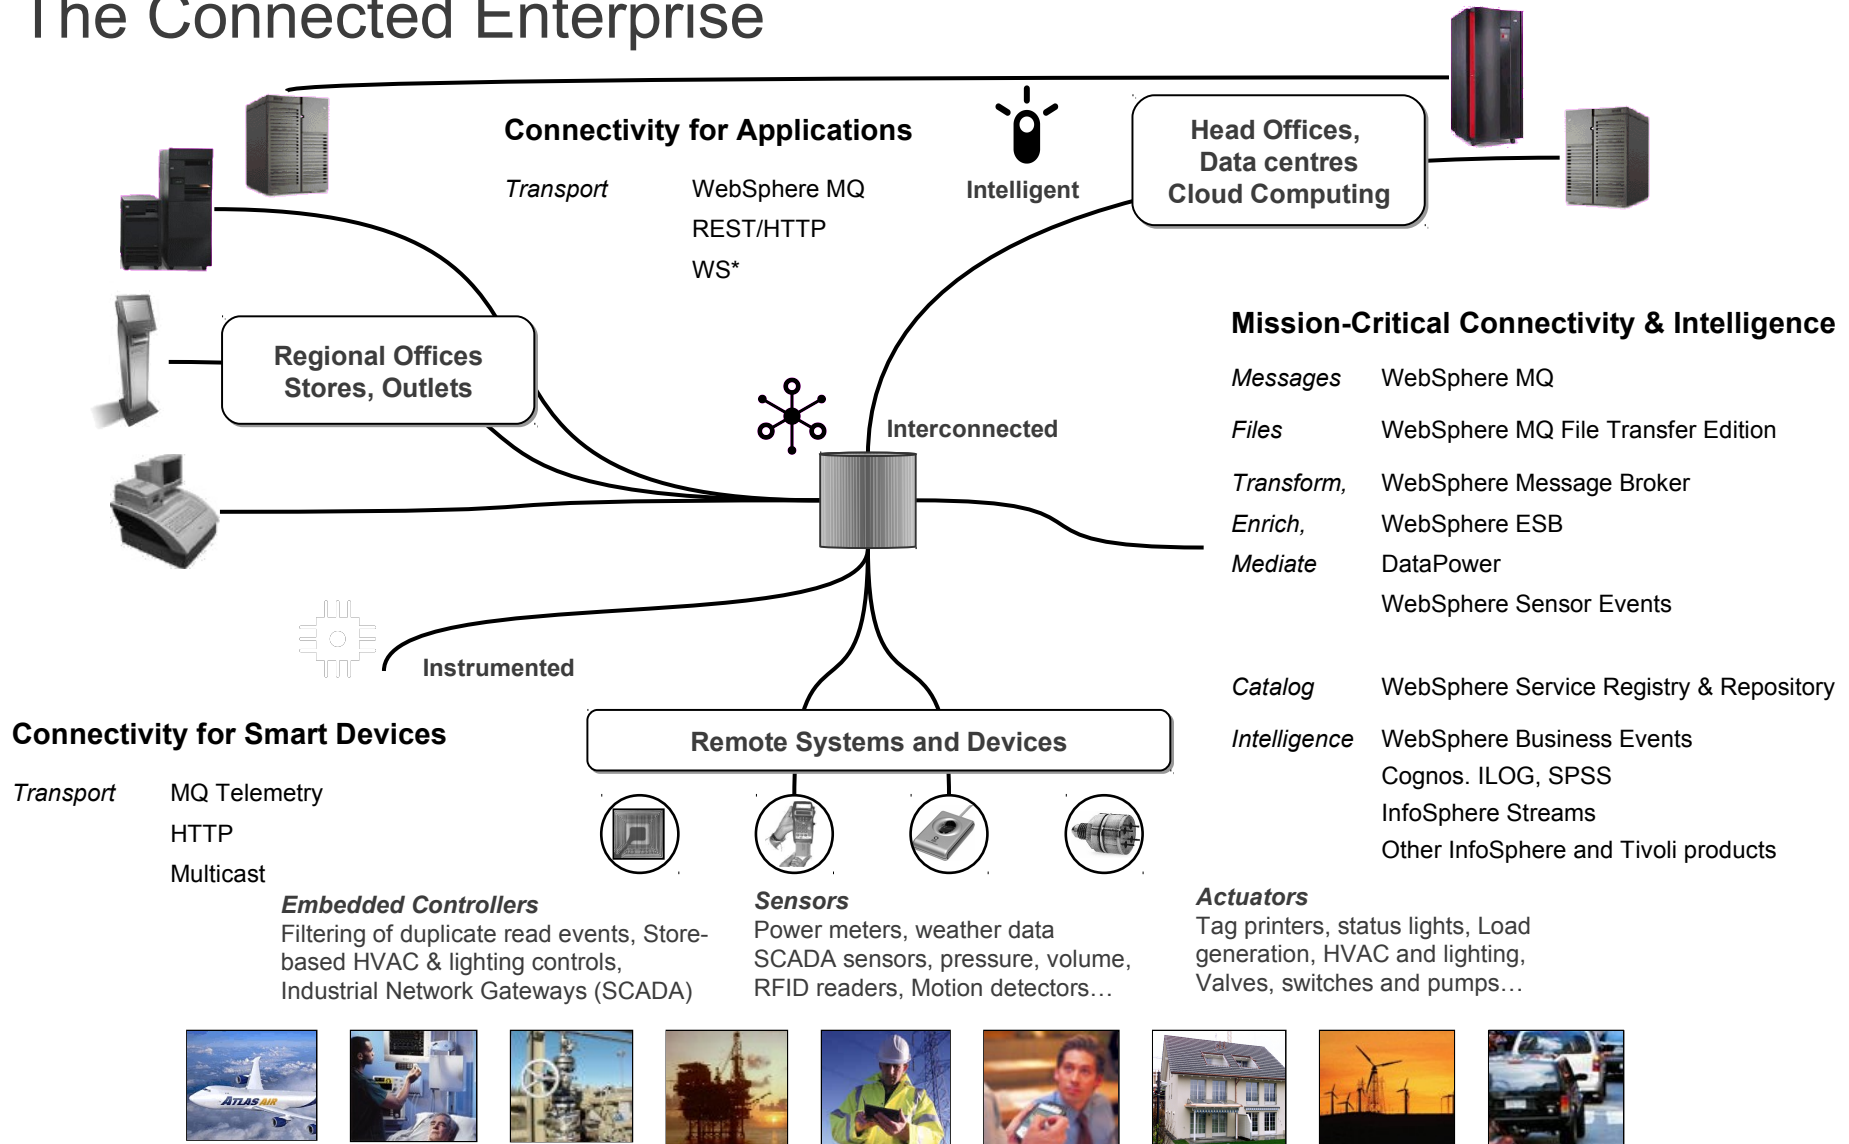 The Connected Enterprise
Connectivity for Applications
Transport WebSphere MQ
REST/HTTP
WS*
Intelligent
Head Offices,
Data centres
Cloud Computing
Regional Offices
Stores, Outlets
Interconnected
Mission-Critical Connectivity & Intelligence
Messages WebSphere MQ
Files WebSphere MQ File Transfer Edition
Transform, WebSphere Message Broker
Enrich, WebSphere ESB
Mediate DataPower
WebSphere Sensor Events
Catalog WebSphere Service Registry & Repository
Intelligence WebSphere Business Events
Cognos. ILOG, SPSS
InfoSphere Streams
Other InfoSphere and Tivoli products
Instrumented
Connectivity for Smart Devices
Transport MQ Telemetry
HTTP
Multicast
Remote Systems and Devices
Embedded Controllers
Filtering of duplicate read events, Store-
based HVAC & lighting controls,
Industrial Network Gateways (SCADA)
Sensors
Power meters, weather data
SCADA sensors, pressure, volume,
RFID readers, Motion detectors…
Actuators
Tag printers, status lights, Load
generation, HVAC and lighting,
Valves, switches and pumps…
ATLAS AIR